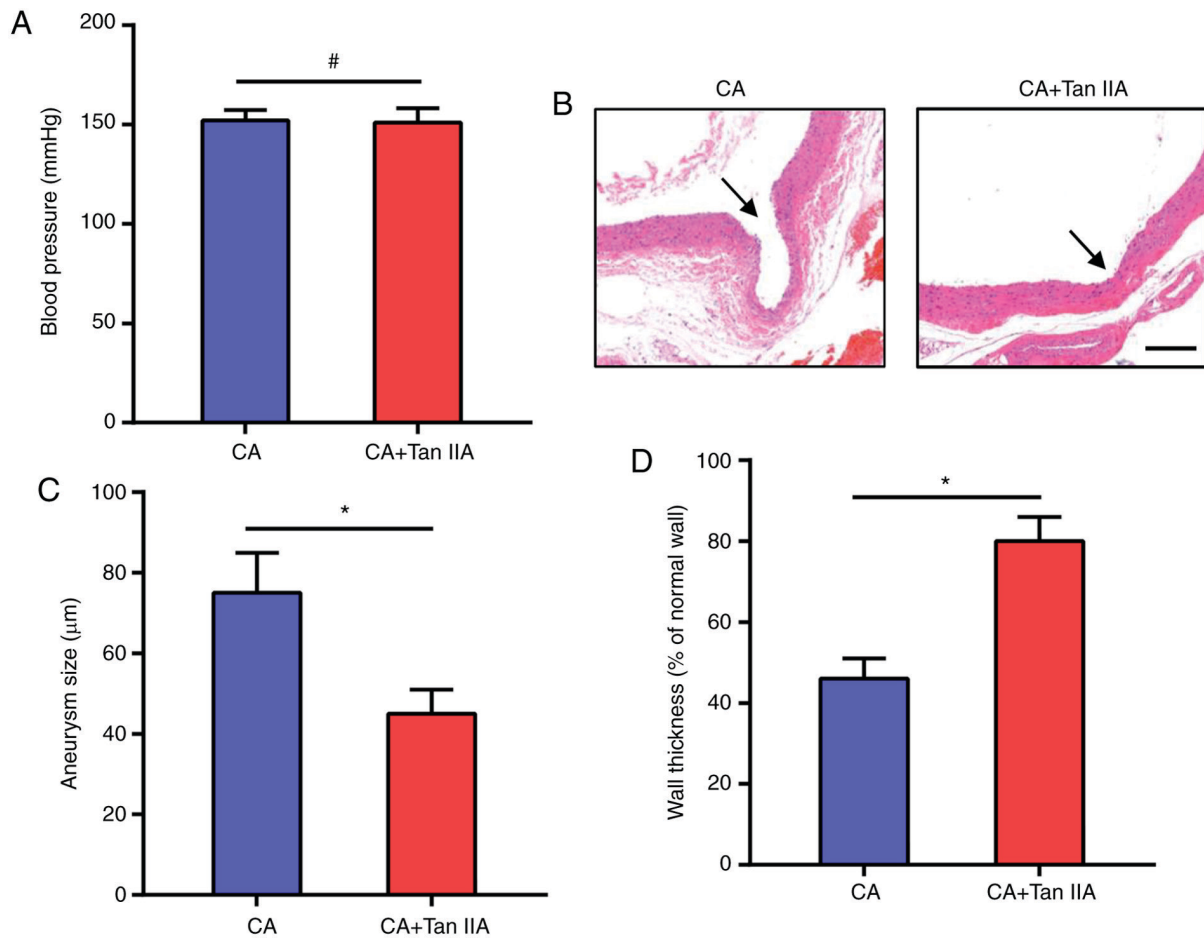 A
Blood pressure (mmHg)
200
150
100
50
0
#
CA
CA+Tan IIA
B
CA
CA+Tan IIA
C
Aneurysm size (μm)
100
80
60
40
20
0
*
CA
CA+Tan IIA
D
Wall thickness (% of normal wall)
100
80
60
40
20
0
*
CA
CA+Tan IIA